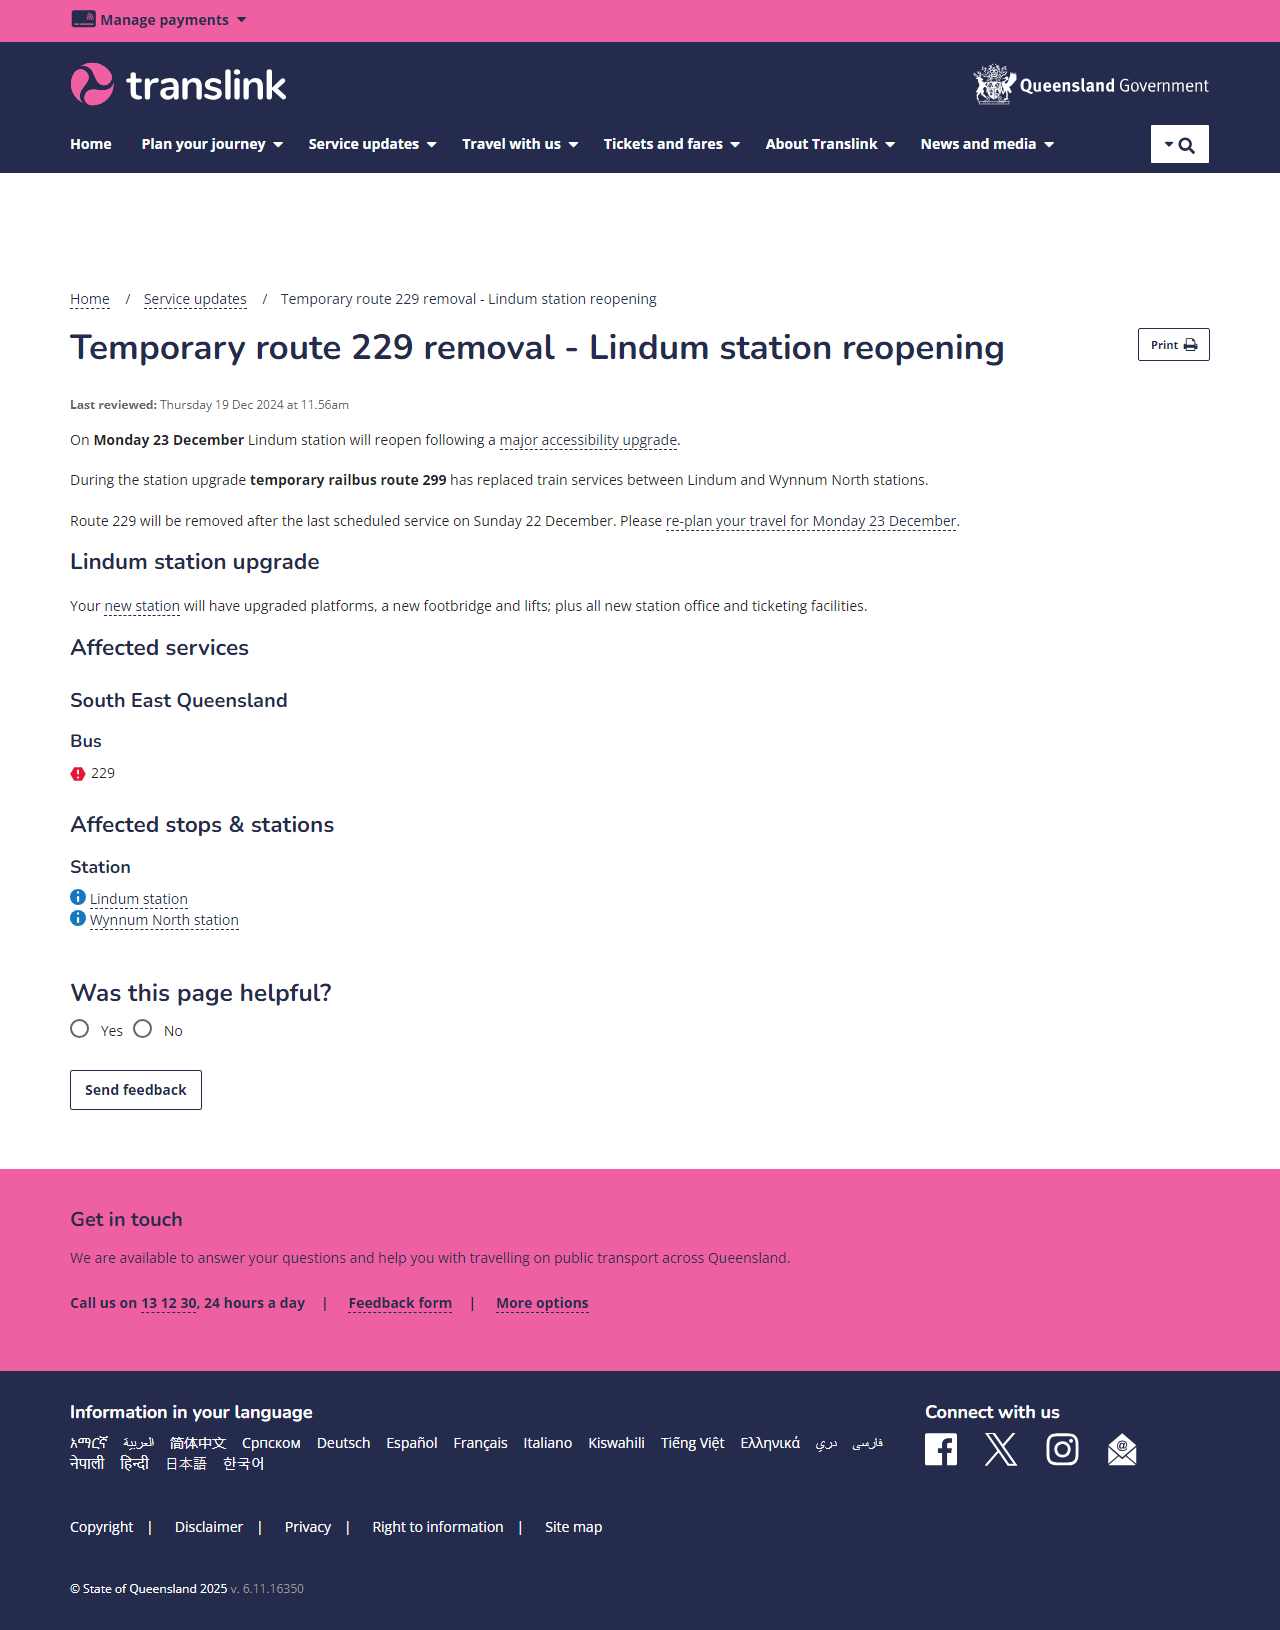 Manage payments
translink
Queensland Government
Home Plan your journey Service updates Travel with us Tickets and fares About Translink News and media
Home / Service updates / Temporary route 229 removal - Lindum station reopening
Temporary route 229 removal - Lindum station reopening
Print
Last reviewed: Thursday 19 Dec 2024 at 11.56am
On Monday 23 December Lindum station will reopen following a major accessibility upgrade.
During the station upgrade temporary railbus route 299 has replaced train services between Lindum and Wynnum North stations.
Route 229 will be removed after the last scheduled service on Sunday 22 December. Please re-plan your travel for Monday 23 December.
Lindum station upgrade
Your new station will have upgraded platforms, a new footbridge and lifts; plus all new station office and ticketing facilities.
Affected services
South East Queensland
Bus
229
Affected stops & stations
Station
Lindum station
Wynnum North station
Was this page helpful?
Yes No
Send feedback
Get in touch
We are available to answer your questions and help you with travelling on public transport across Queensland.
Call us on 13 12 30, 24 hours a day | Feedback form | More options
Information in your language
Connect with us
አማርኛ العربية 简体中文 Српском Deutsch Español Français Italiano Kiswahili Tiếng Việt Ελληνικά دري فارسی
नेपाली हिन्दी 日本語 한국어
Copyright | Disclaimer | Privacy | Right to information | Site map
© State of Queensland 2025 v. 6.11.16350